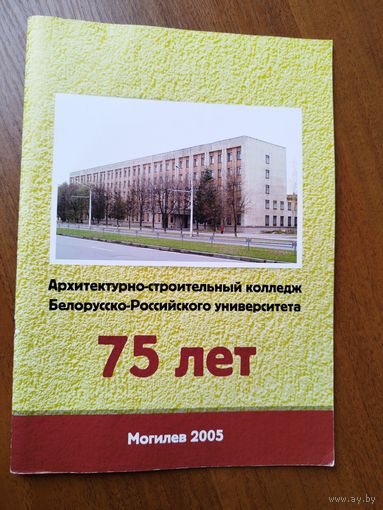 Архитектурно-строительный колледж
Белорусско-Российского университета
75 лет
Могилев 2005
www.ay.by